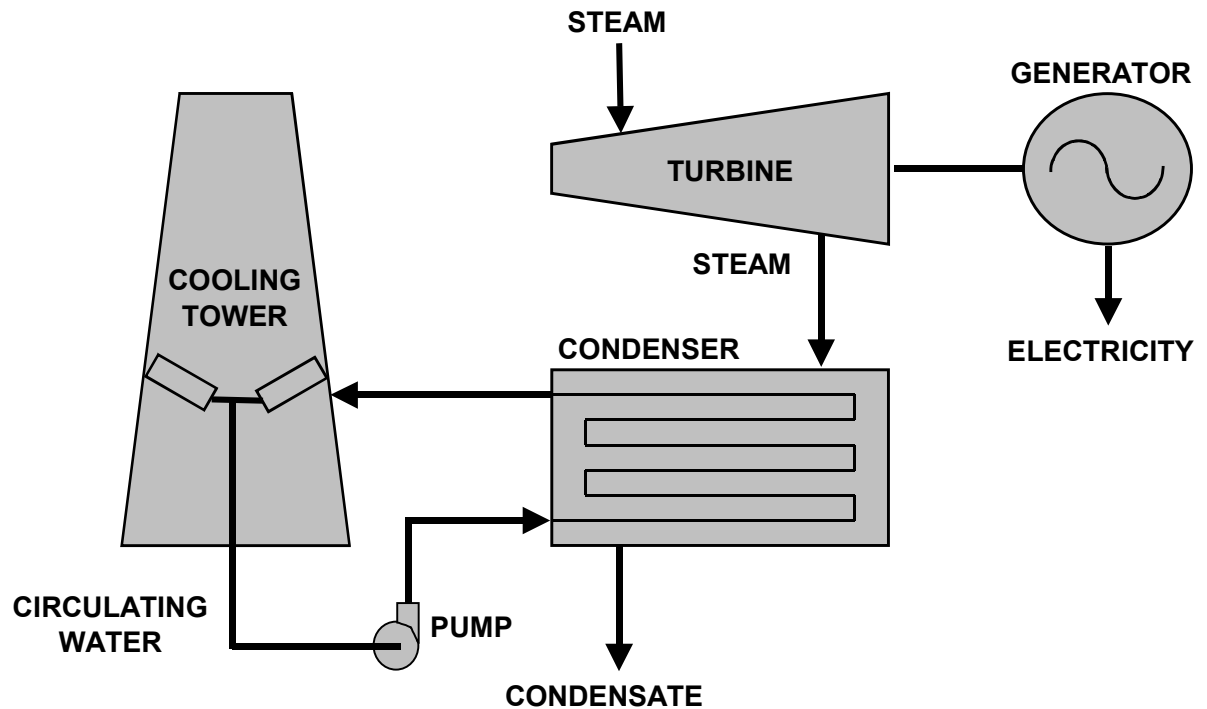 STEAM
GENERATOR
TURBINE
STEAM
COOLING
TOWER
CONDENSER
ELECTRICITY
CIRCULATING
WATER
PUMP
CONDENSATE